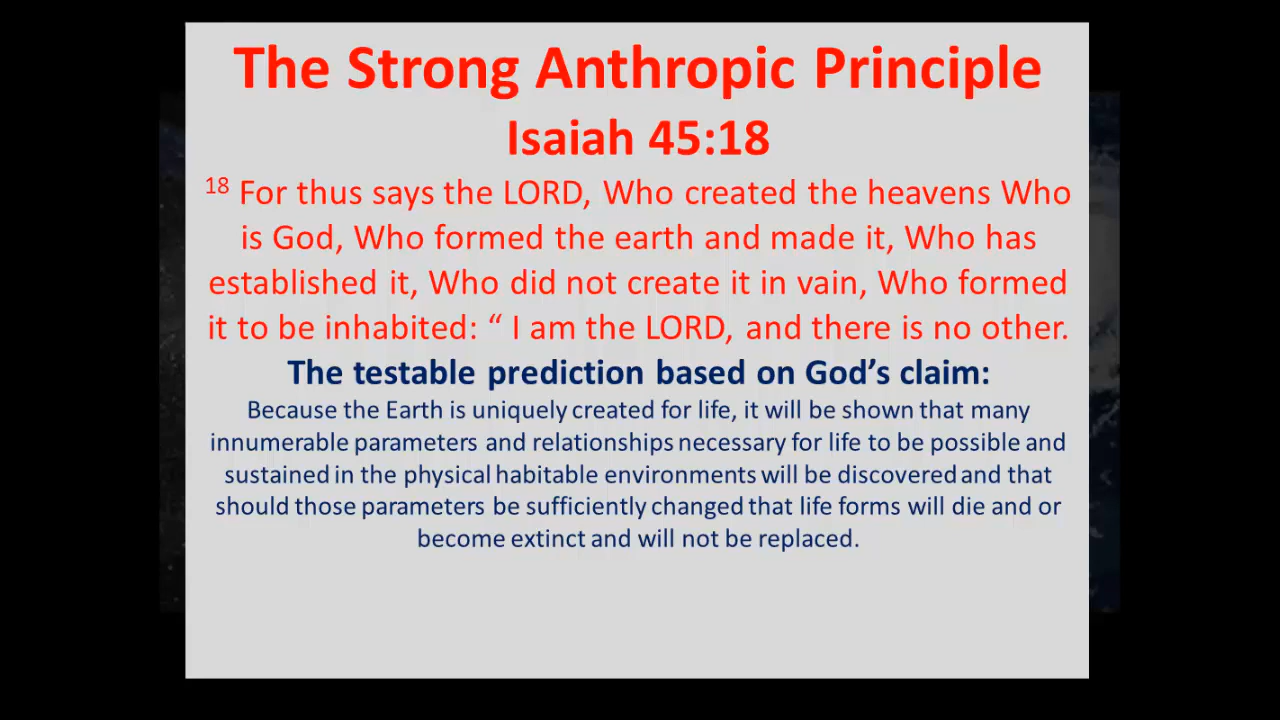 The Strong Anthropic Principle
Isaiah 45:18
18 For thus says the LORD, Who created the heavens Who
is God, Who formed the earth and made it, Who has
established it, Who did not create it in vain, Who formed
it to be inhabited: “ I am the LORD, and there is no other.
The testable prediction based on God’s claim:
Because the Earth is uniquely created for life, it will be shown that many
innumerable parameters and relationships necessary for life to be possible and
sustained in the physical habitable environments will be discovered and that
should those parameters be sufficiently changed that life forms will die and or
become extinct and will not be replaced.